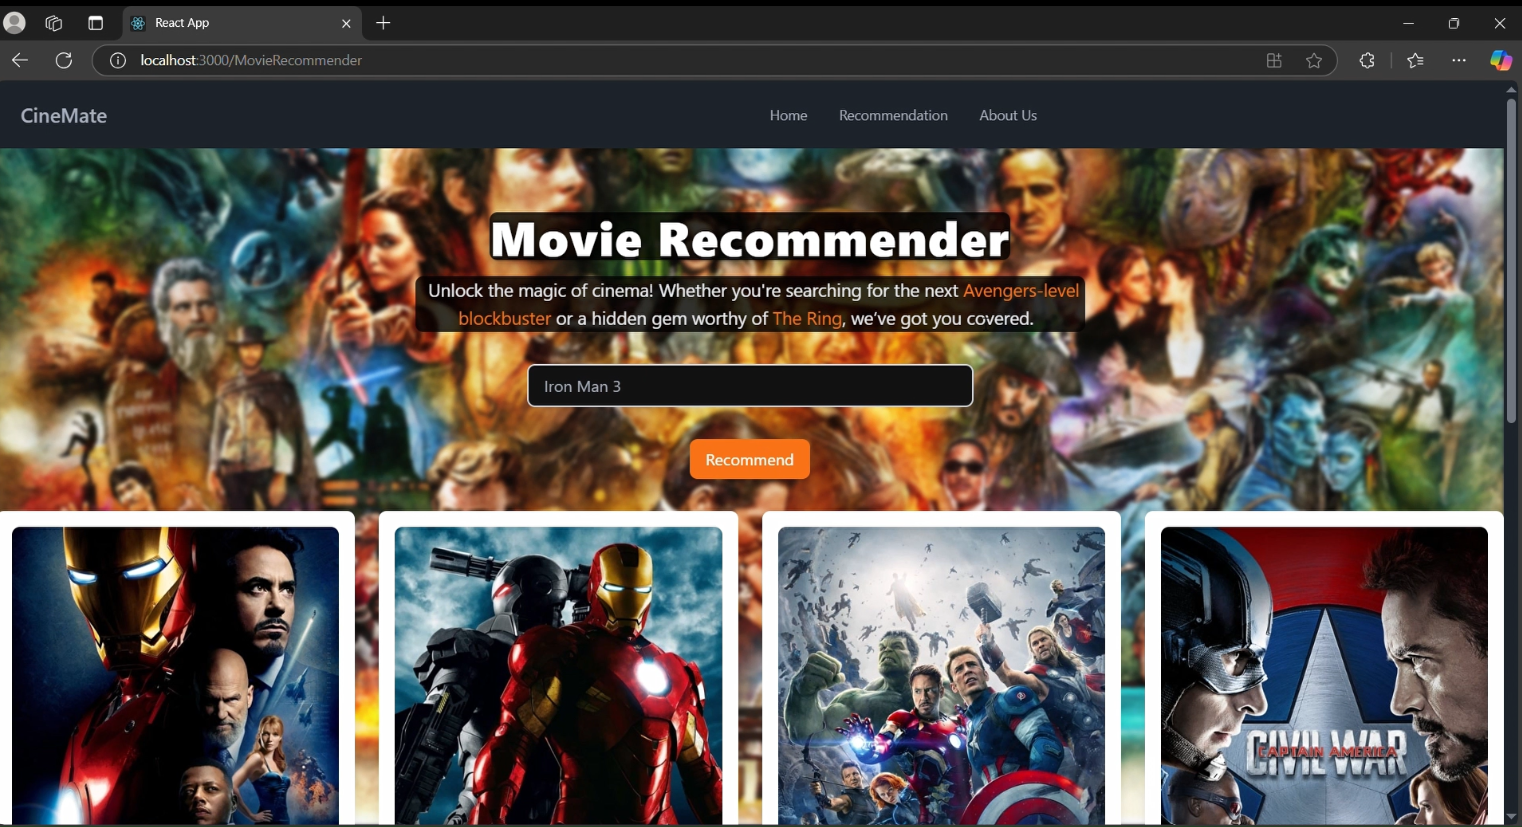 React App
localhost:3000/MovieRecommender
CineMate
Home
Recommendation
About Us
Movie Recommender
Unlock the magic of cinema! Whether you're searching for the next Avengers-level
blockbuster or a hidden gem worthy of The Ring, we’ve got you covered.
Iron Man 3
Recommend
CAPTAIN AMERICA
CIVIL WAR